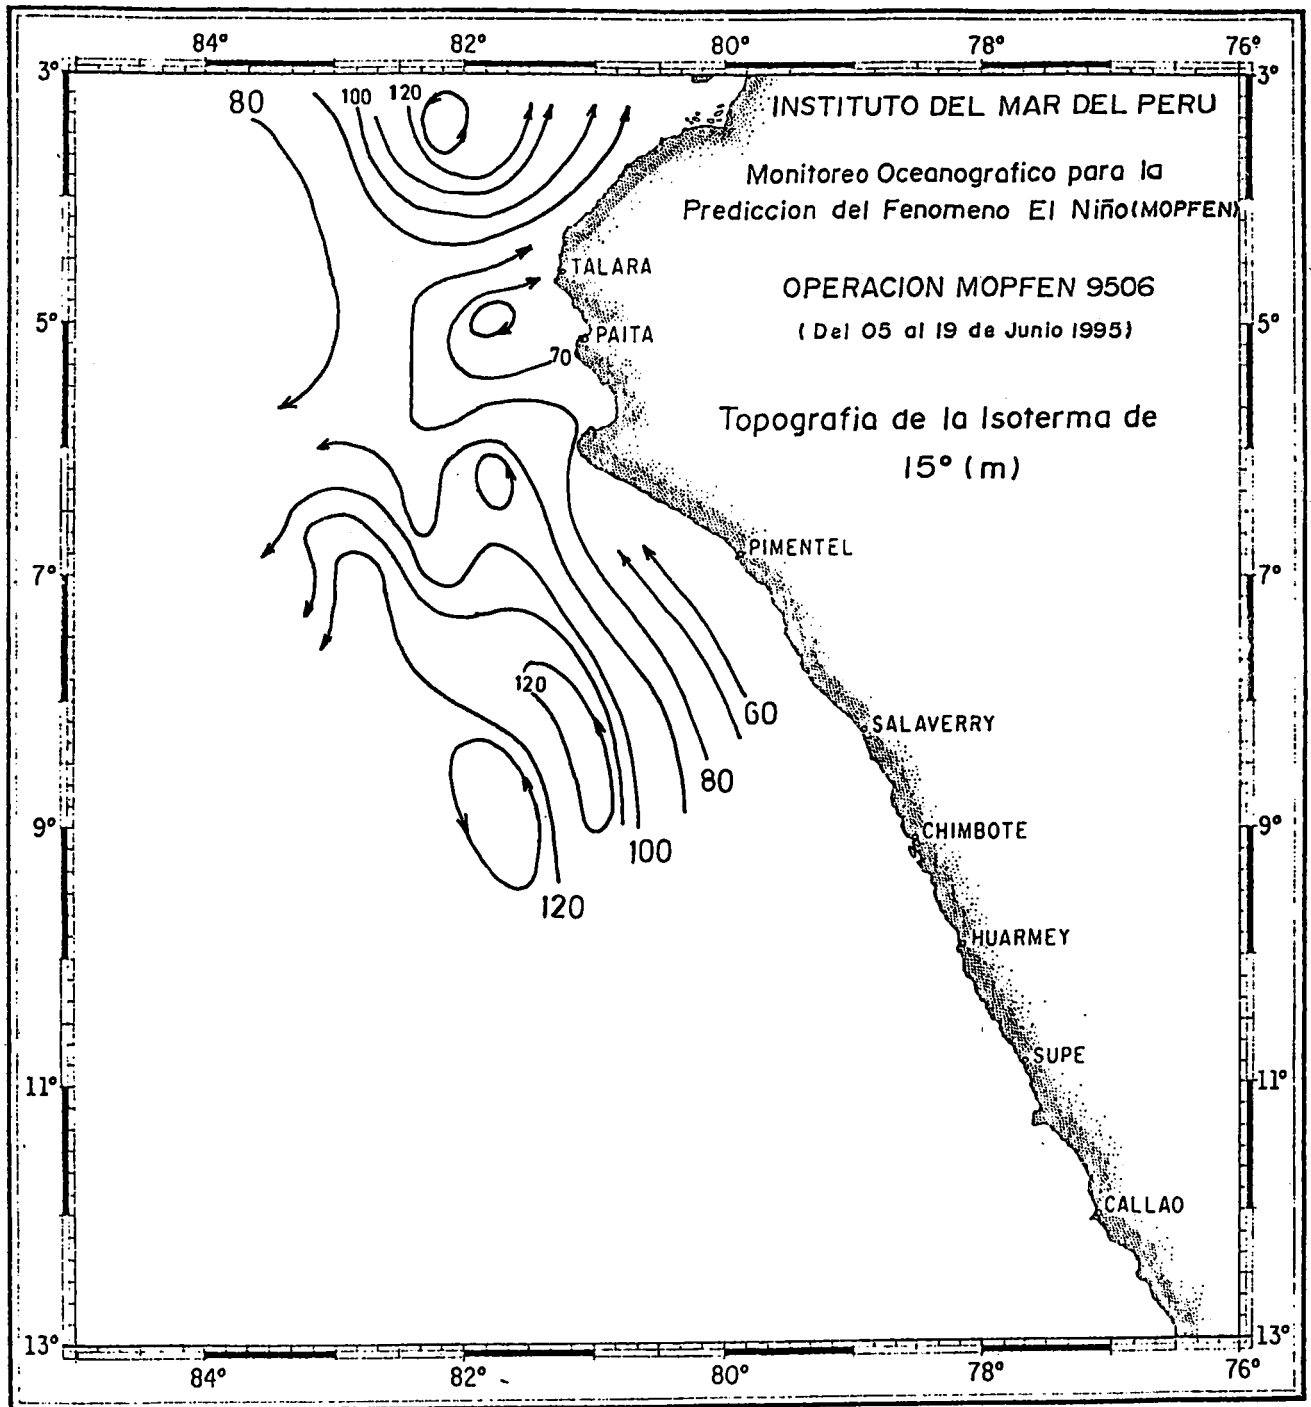 84° 82° 80° 78° 76°
3° 3°
80 100 120
INSTITUTO DEL MAR DEL PERU
Monitoreo Oceanografico para la
Prediccion del Fenomeno El Niño (MOPFEN)
TALARA
OPERACION MOPFEN 9506
5° PAITA (Del 05 al 19 de Junio 1995) 5°
70
Topografia de la Isoterma de
15° (m)
PIMENTEL
7° 7°
120
60
SALAVERRY
80
9° CHIMBOTE 9°
100
120
HUARMEY
SUPE
11° 11°
CALLAO
13° 13°
84° 82° 80° 78° 76°